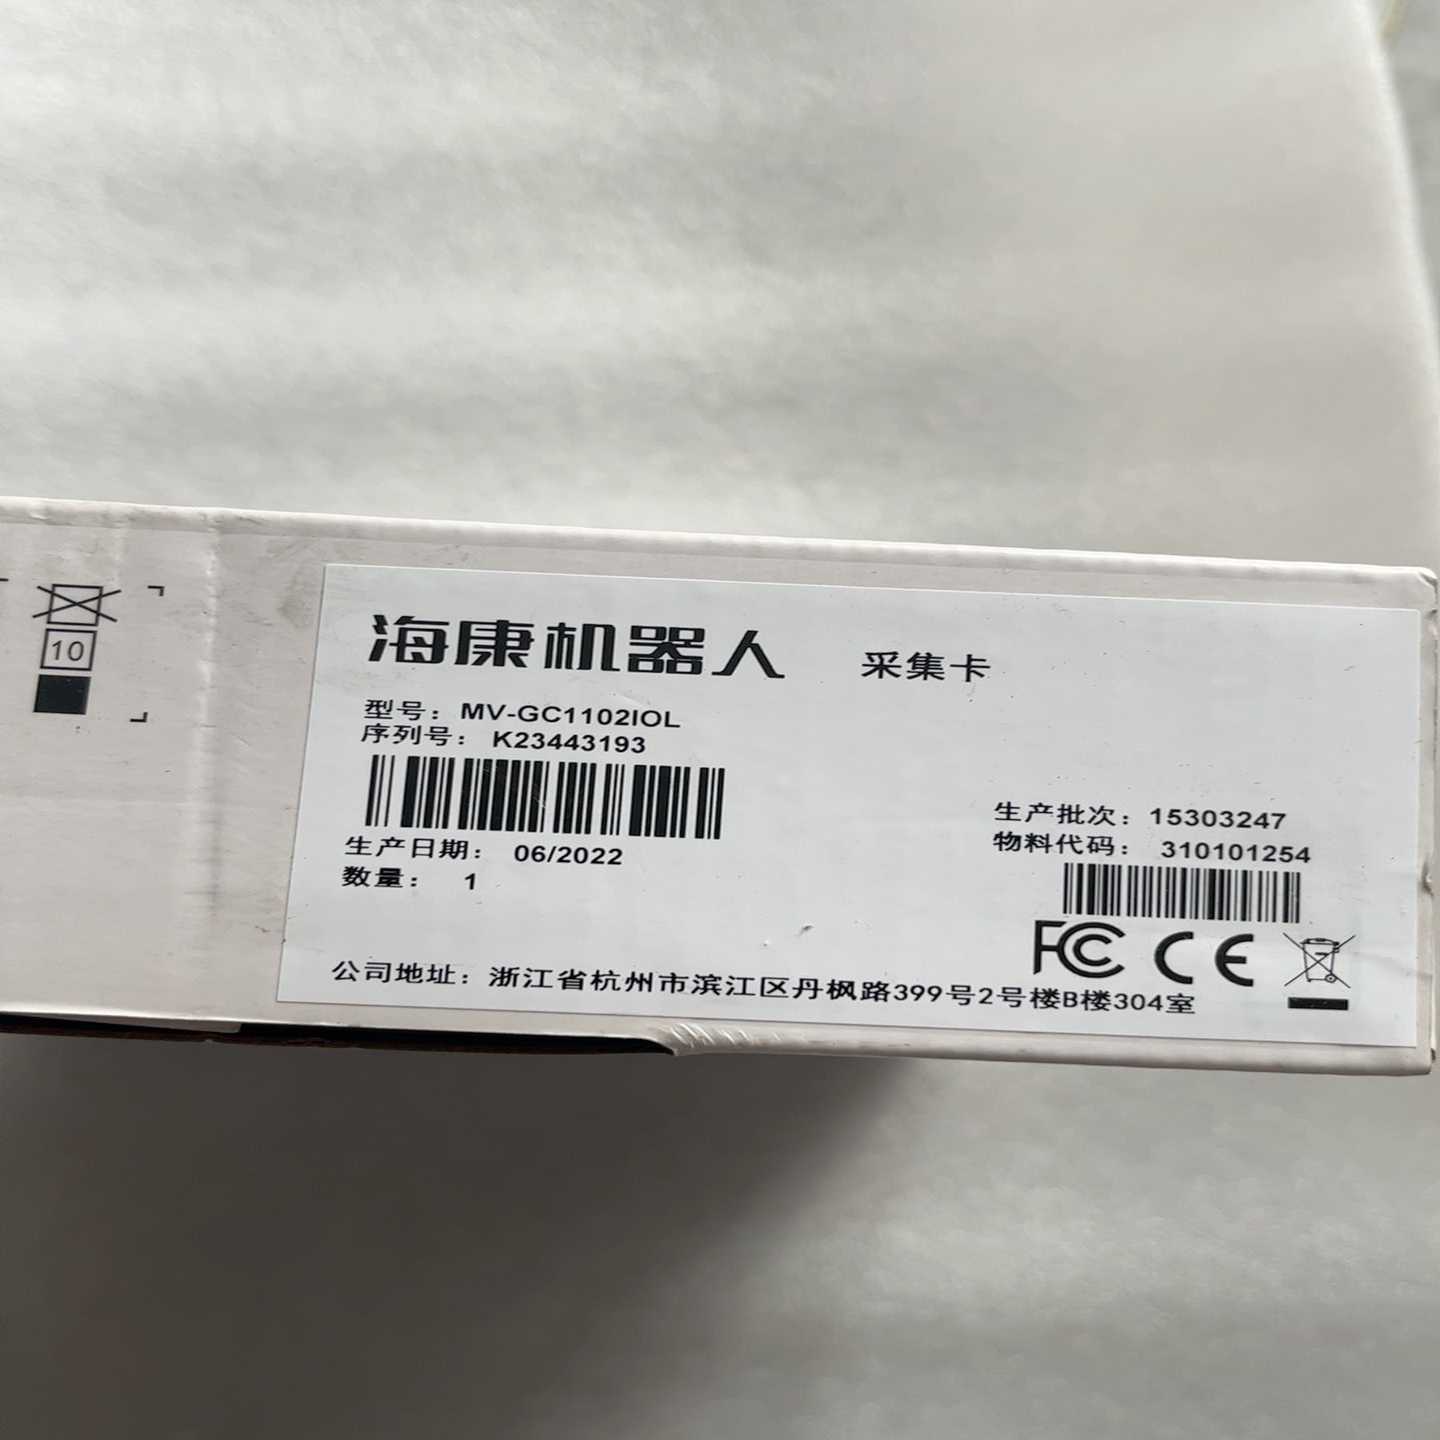 10
海康机器人 采集卡
型号：MV-GC1102IOL
序列号：K23443193
生产日期：06/2022
数量：1
生产批次：15303247
物料代码：310101254
FCC CE
公司地址：浙江省杭州市滨江区丹枫路399号2号楼B楼304室